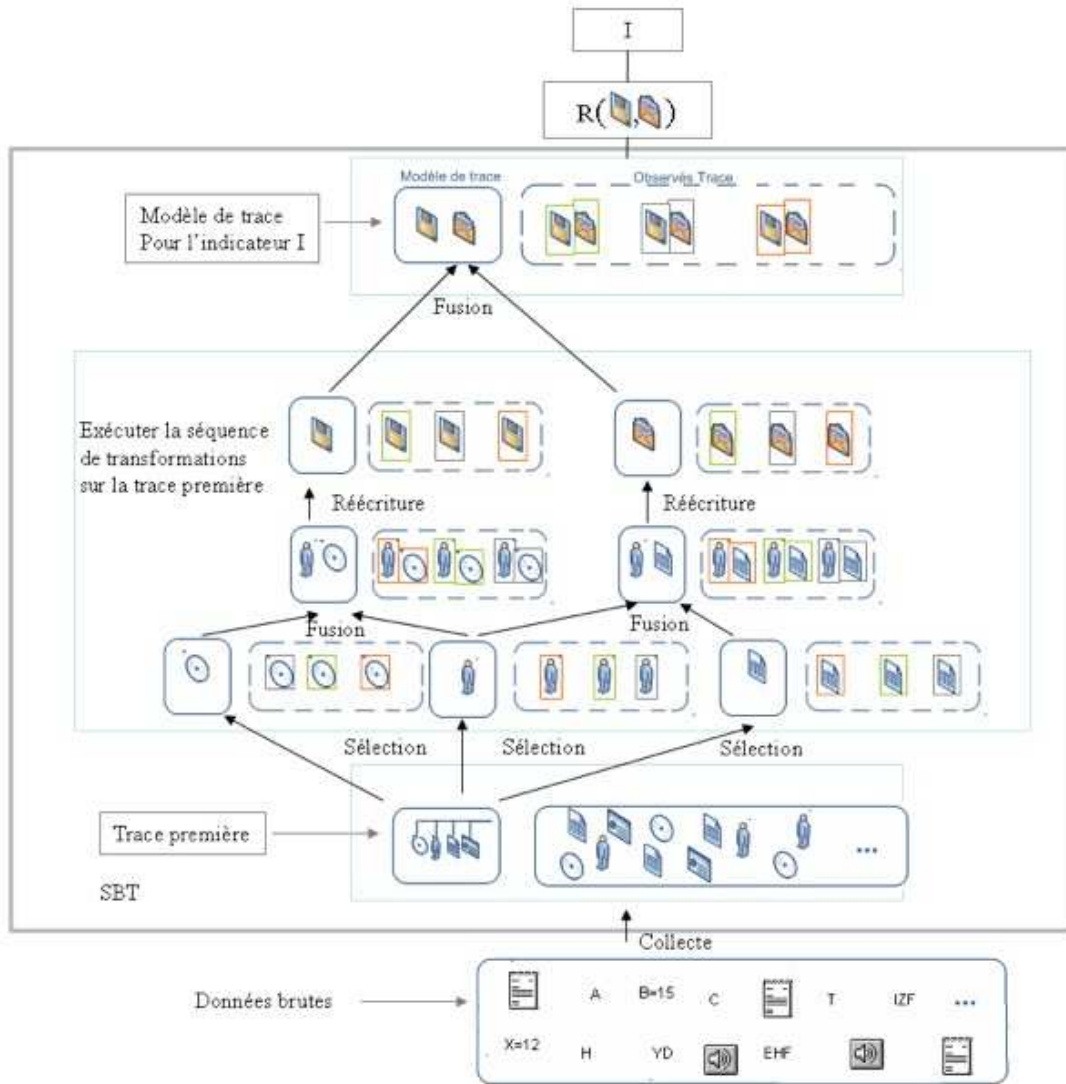 I
R( , )
Modèle de trace
Observés Trace
Modèle de trace
Pour l'indicateur I
Fusion
Exécuter la séquence
de transformations
sur la trace première
Réécriture
Réécriture
Fusion
Fusion
Sélection
Sélection
Sélection
Trace première
...
SBT
Collecte
Données brutes
A
B=15
C
T
IZF
...
X=12
H
YD
EHF